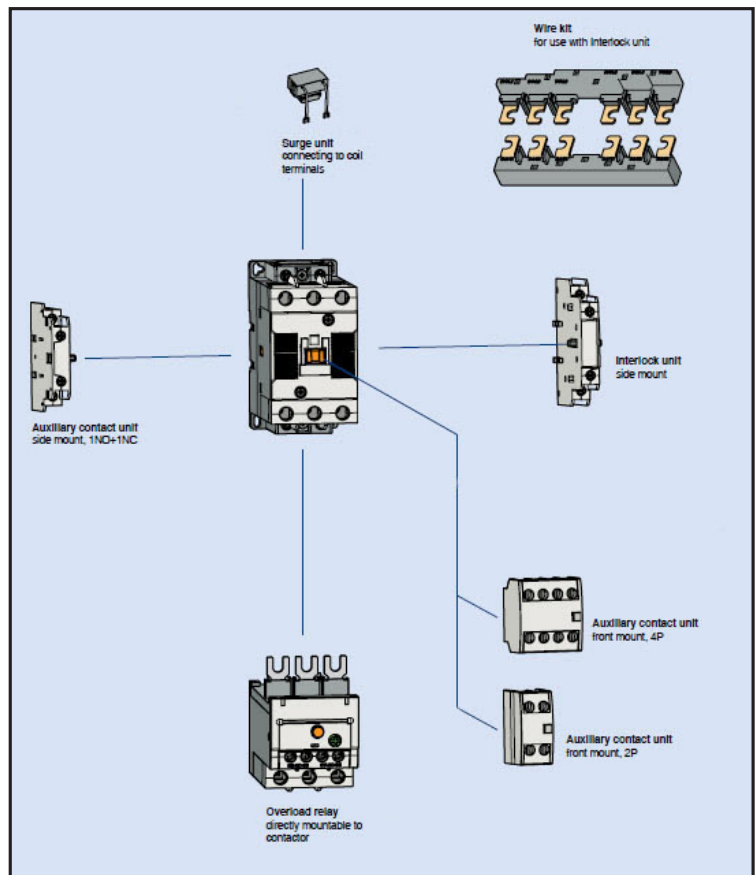 Wire kit
for use with Interlock unit
Surge unit
connecting to coil
terminals
Interlock unit
side mount
Auxiliary contact unit
side mount, 1NO+1NC
Auxiliary contact unit
front mount, 4P
Auxiliary contact unit
front mount, 2P
Overload relay
directly mountable to
contactor